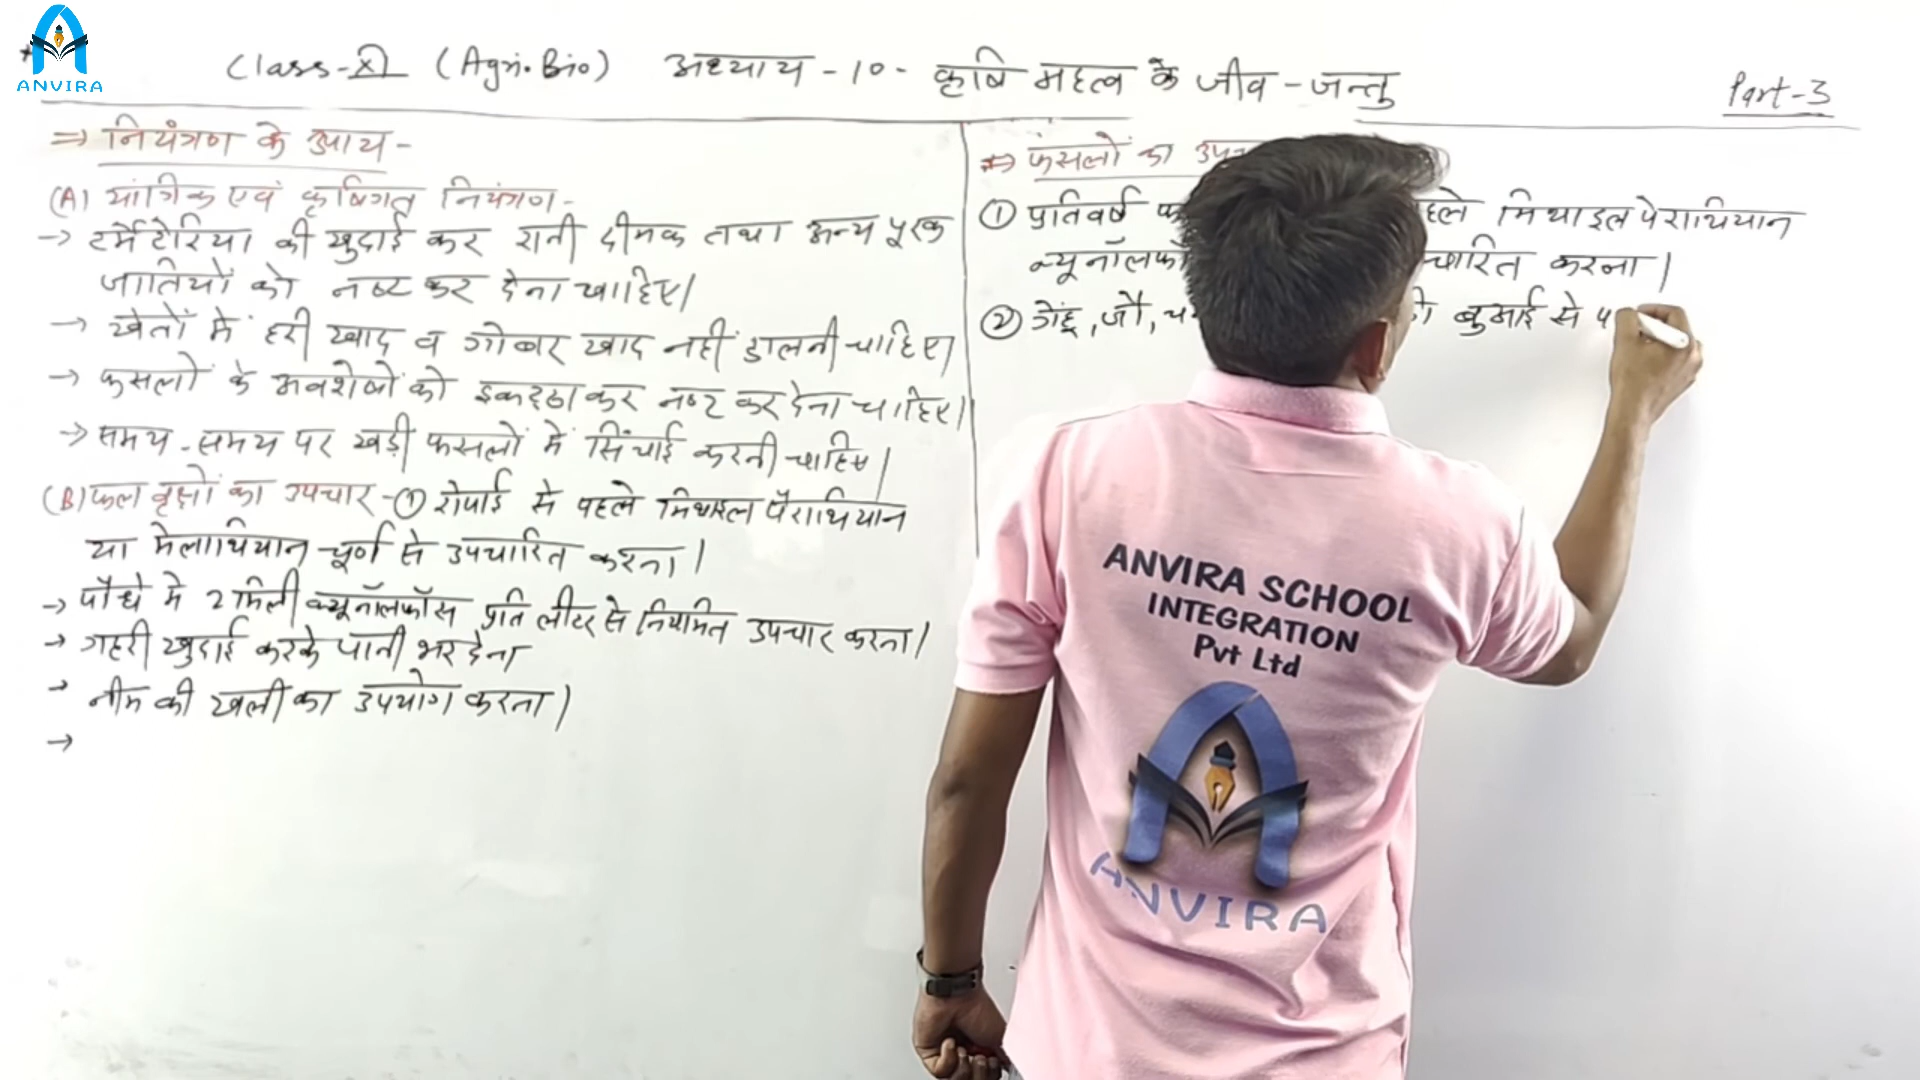 ANVIRA
Class-XI (Agri. Bio) अध्याय - 10 - कृषि महत्व के जीव - जन्तु
Part-3
⇒ नियंत्रण के उपाय -
(A) यांत्रिक एवं कृषिगत नियंत्रण -
→ टर्मेटेरिया की खुदाई कर रानी दीमक तथा अन्य पूरक
जातियों को नष्ट कर देना चाहिए।
→ खेतों में हरी खाद व गोबर खाद नहीं डालनी चाहिए।
→ फसलों के अवशेषों को इकट्ठा कर नष्ट कर देना चाहिए।
→ समय - समय पर खड़ी फसलों में सिंचाई करनी चाहिए।
(B) फल वृक्षों का उपचार - ① रोपाई से पहले मिथाइल पैराथियान
या मेलाथियान चूर्ण से उपचारित करना।
→ पौधे में 2 मिली क्यूनॉलफॉस प्रति लीटर से नियमित उपचार करना।
→ गहरी खुदाई करके पानी भर देना
→ नीम की खली का उपयोग करना।
→
⇒ फसलों का उप
① प्रतिवर्ष हले मिथाइल पेराथियान
क्यूनॉलफॉ चारित करना।
② गेंहू, जौ, च की बुआई से प
ANVIRA SCHOOL
INTEGRATION
Pvt Ltd
ANVIRA